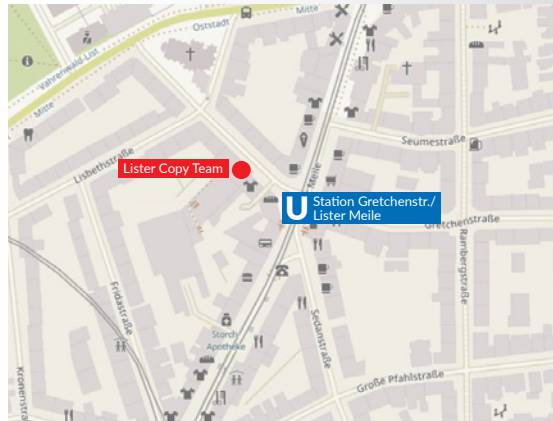 Mitte
Oststadt
Vahrenwald-List
Mitte
Lisbethstraße
Lister Copy Team
Seumestraße
Meile
U Station Gretchenstr./
Lister Meile
Gretchenstraße
Rambergstraße
Fridastraße
Sedanstraße
Storch
Apotheke
Große Pfahlstraße
Kronenstraße